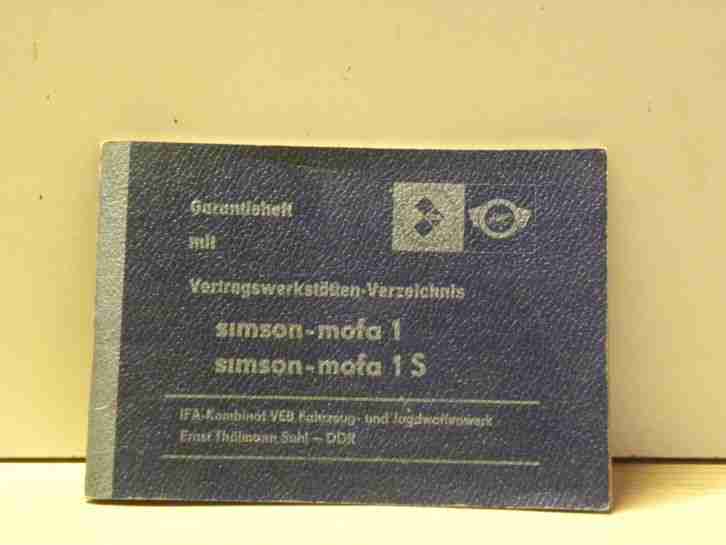 Garantieheft
mit
Vertragswerkstätten-Verzeichnis
simson-mofa 1
simson-mofa 1 S
IFA-Kombinat VEB Fahrzeug- und Jagdwaffenwerk
Ernst Thälmann Suhl – DDR